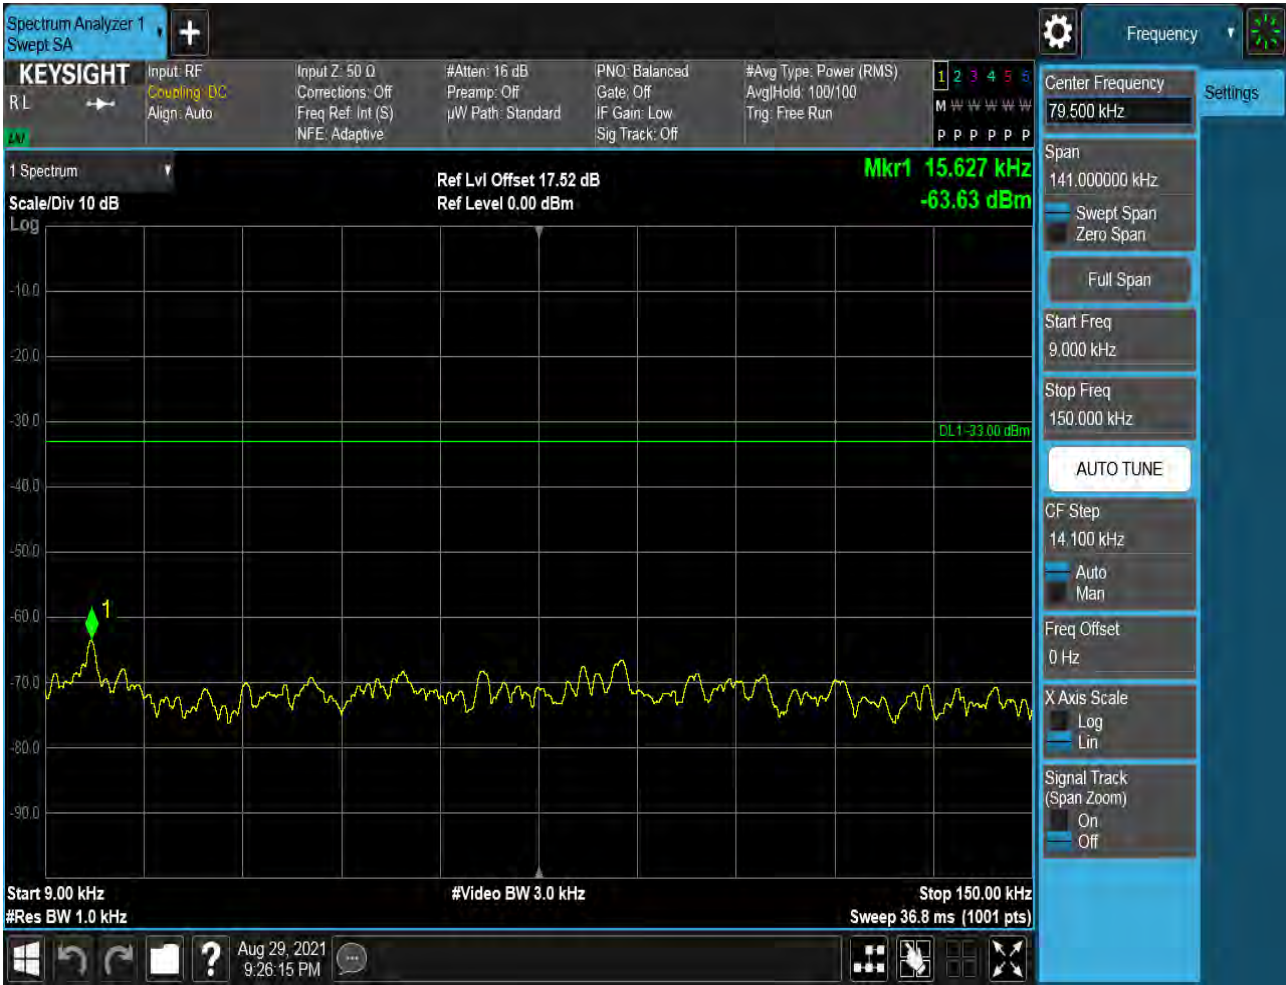 Spectrum Analyzer 1
Swept SA
Frequency
KEYSIGHT
R L
Input: RF
Coupling: DC
Align: Auto
Input Z: 50 Ω
Corrections: Off
Freq Ref: Int (S)
NFE: Adaptive
#Atten: 16 dB
Preamp: Off
µW Path: Standard
PNO: Balanced
Gate: Off
IF Gain: Low
Sig Track: Off
#Avg Type: Power (RMS)
Avg|Hold: 100/100
Trig: Free Run
1 2 3 4 5 6
M W W W W W
P P P P P P
1 Spectrum
Scale/Div 10 dB
Log
Ref Lvl Offset 17.52 dB
Ref Level 0.00 dBm
Mkr1 15.627 kHz
-63.63 dBm
-10.0
-20.0
-30.0
DL1 -33.00 dBm
-40.0
-50.0
-60.0
1
-70.0
-80.0
-90.0
Start 9.00 kHz
#Video BW 3.0 kHz
Stop 150.00 kHz
#Res BW 1.0 kHz
Sweep 36.8 ms (1001 pts)
Aug 29, 2021
9:26:15 PM
Center Frequency
79.500 kHz
Settings
Span
141.000000 kHz
Swept Span
Zero Span
Full Span
Start Freq
9.000 kHz
Stop Freq
150.000 kHz
AUTO TUNE
CF Step
14.100 kHz
Auto
Man
Freq Offset
0 Hz
X Axis Scale
Log
Lin
Signal Track
(Span Zoom)
On
Off